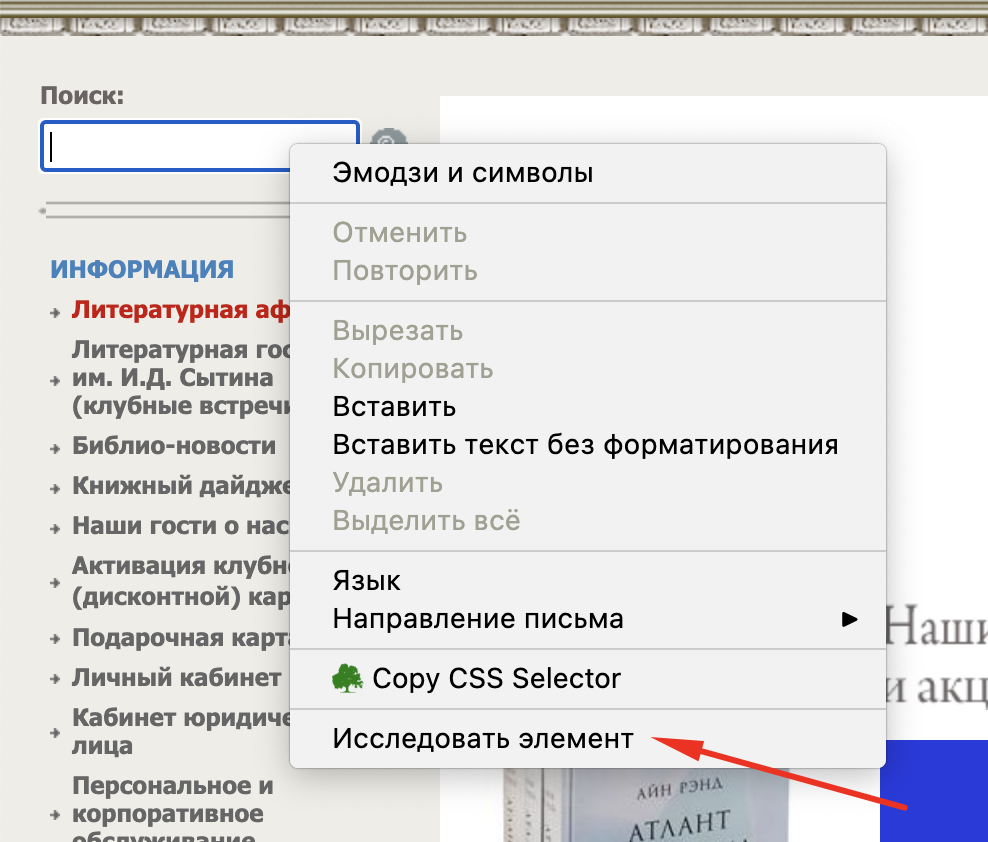 Поиск:
Эмодзи и символы
Отменить
Повторить
Вырезать
Копировать
Вставить
Вставить текст без форматирования
Удалить
Выделить всё
Язык
Направление письма
Copy CSS Selector
Исследовать элемент
ИНФОРМАЦИЯ
Литературная аф
Литературная гос
им. И.Д. Сытина
(клубные встречи
Библио-новости
Книжный дайдже
Наши гости о нас
Активация клубн
(дисконтной) кар
Подарочная карт
Личный кабинет
Кабинет юридиче
лица
Персональное и
корпоративное
обслуживание
Наши
и акц
АЙН РЭНД
АТЛАНТ